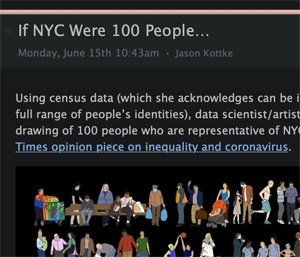 If NYC Were 100 People...
Monday, June 15th 10:43am • Jason Kottke
Using census data (which she acknowledges can be i
full range of people's identities), data scientist/artis
drawing of 100 people who are representative of NY
Times opinion piece on inequality and coronavirus.